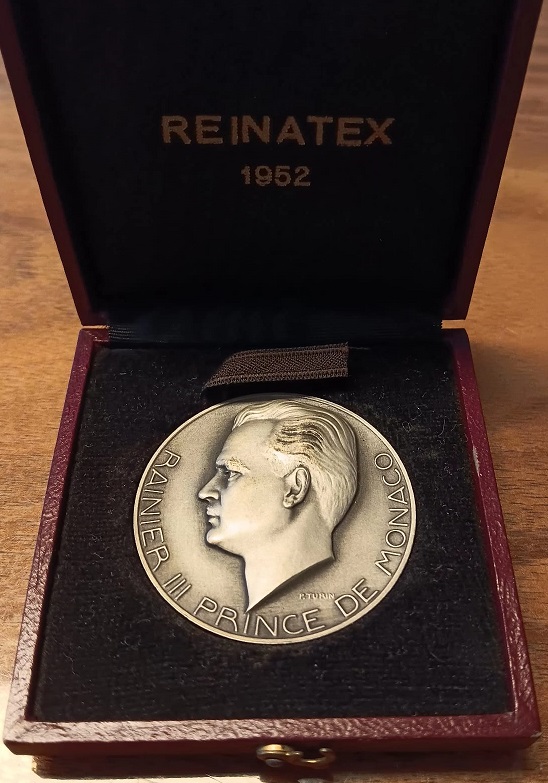 REINATEX
1952
RAINIER III PRINCE DE MONACO
P. TURIN